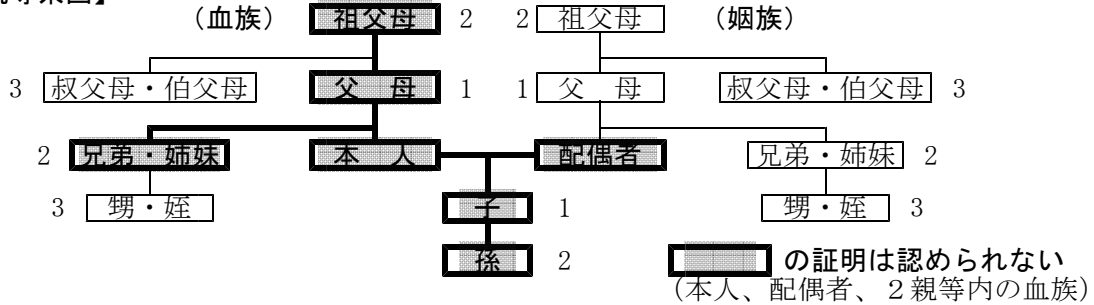 （血族） 祖父母 2 2 祖父母 （姻族）
3 叔父母・伯父母 父 母 1 1 父 母 叔父母・伯父母 3
2 兄弟・姉妹 本 人 配偶者 兄弟・姉妹 2
3 甥・姪 子 1 甥・姪 3
孫 2 の証明は認められない
（本人、配偶者、２親等内の血族）